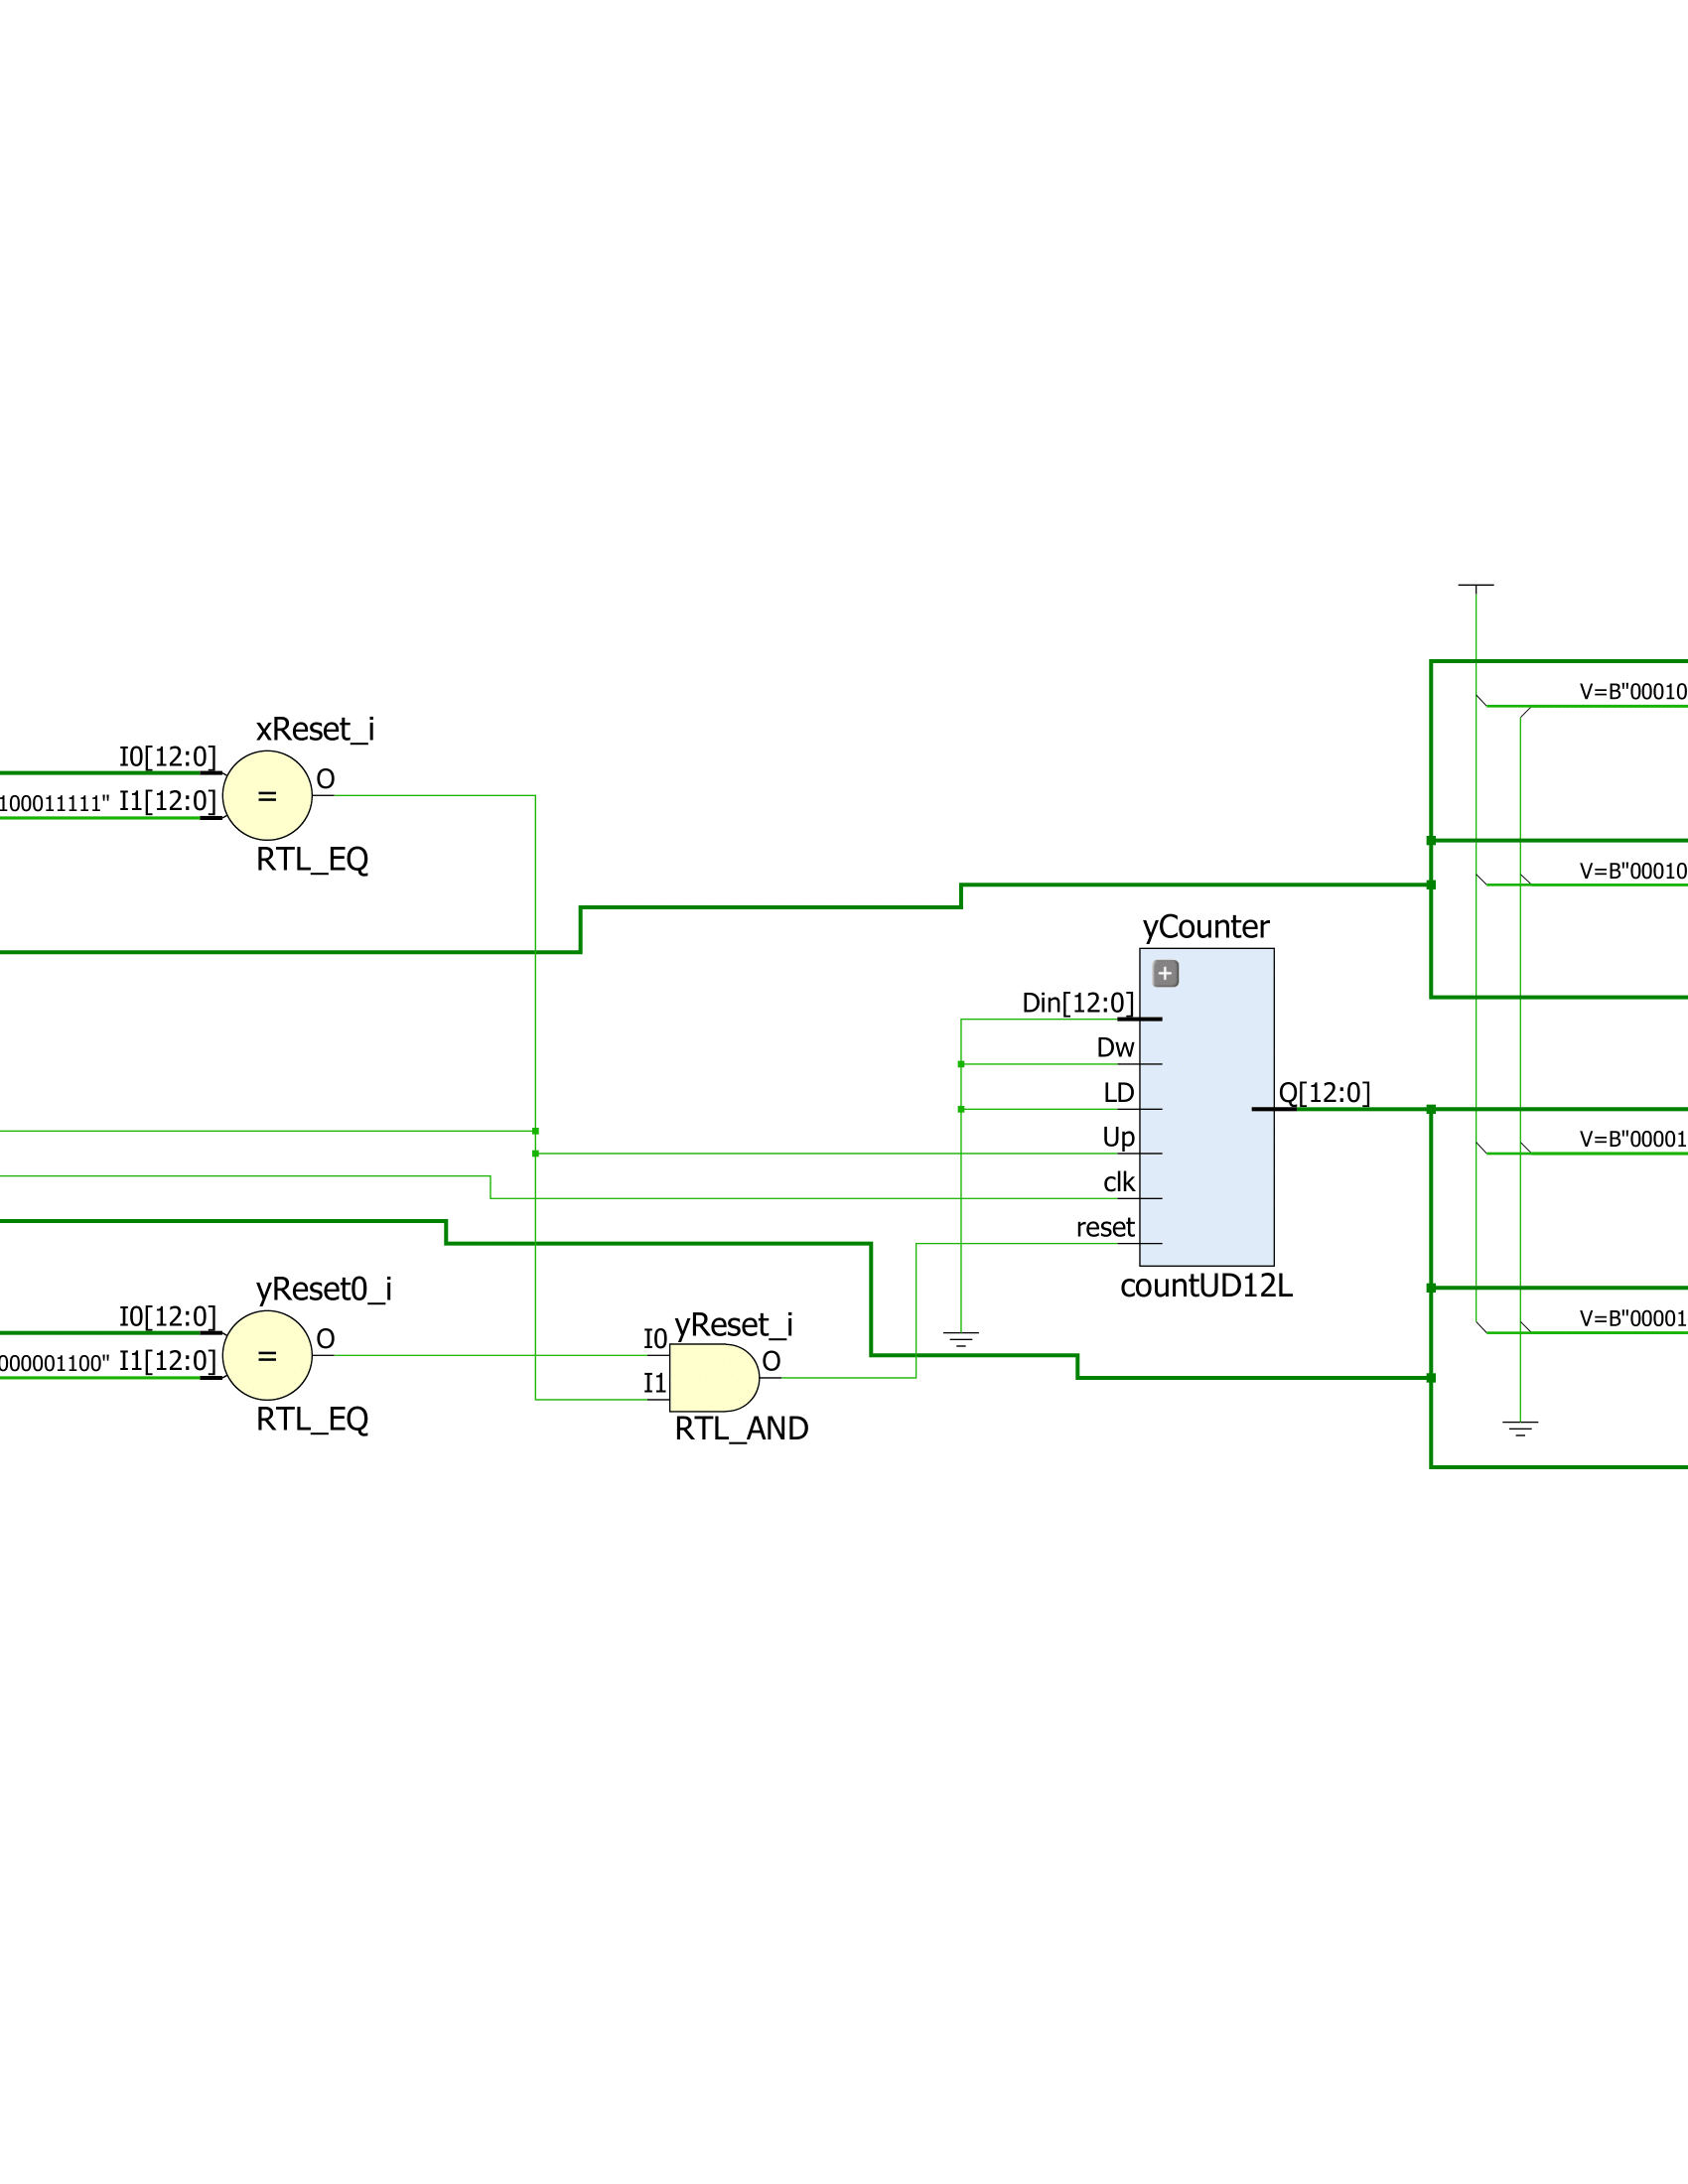 V=B"00010
xReset_i
I0[12:0]
O
100011111" I1[12:0]
=
RTL_EQ
V=B"00010
yCounter
+
Din[12:0]
Dw
LD
Q[12:0]
Up
V=B"00001
clk
reset
countUD12L
yReset0_i
I0[12:0]
O
000001100" I1[12:0]
=
RTL_EQ
yReset_i
I0
O
I1
RTL_AND
V=B"00001